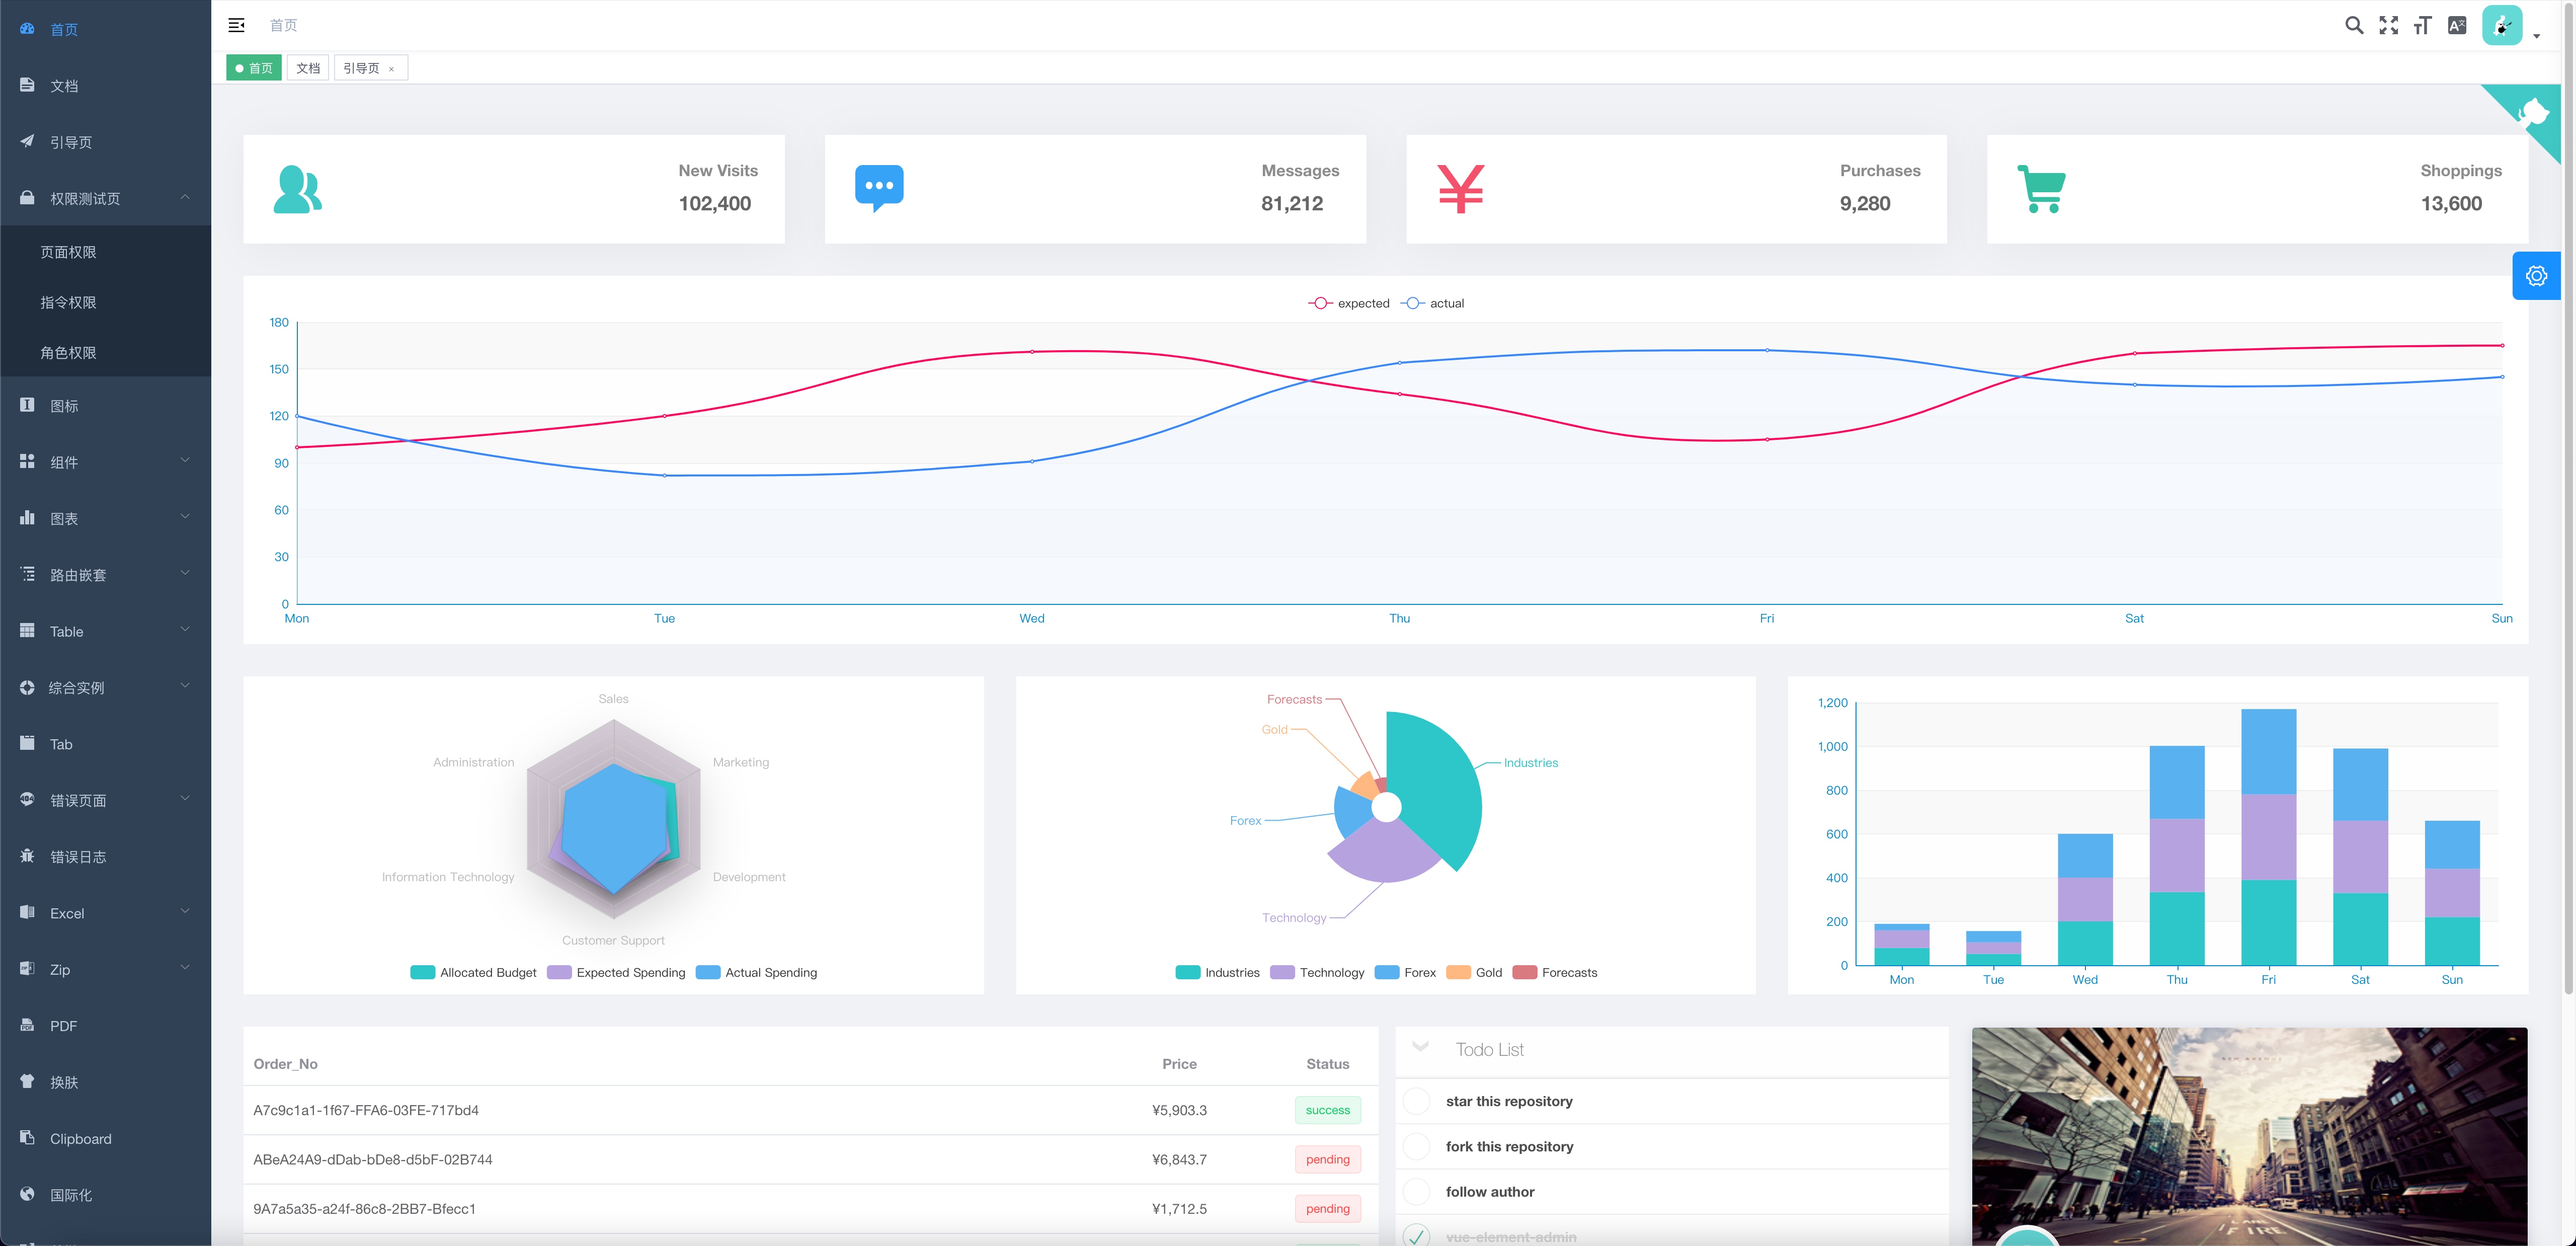 首页
文档
引导页
权限测试页
页面权限
指令权限
角色权限
图标
组件
图表
路由嵌套
Table
综合实例
Tab
错误页面
错误日志
Excel
Zip
PDF
换肤
Clipboard
国际化
首页
首页 文档 引导页 ×
New Visits
102,400
Messages
81,212
Purchases
9,280
Shoppings
13,600
expected actual
180
150
120
90
60
30
0
Mon Tue Wed Thu Fri Sat Sun
Sales
Administration Marketing
Information Technology Development
Customer Support
Allocated Budget Expected Spending Actual Spending
Forecasts
Gold
Industries
Forex
Technology
Industries Technology Forex Gold Forecasts
1,200
1,000
800
600
400
200
0
Mon Tue Wed Thu Fri Sat Sun
Order_No Price Status
A7c9c1a1-1f67-FFA6-03FE-717bd4 ¥5,903.3 success
ABeA24A9-dDab-bDe8-d5bF-02B744 ¥6,843.7 pending
9A7a5a35-a24f-86c8-2BB7-Bfecc1 ¥1,712.5 pending
Todo List
star this repository
fork this repository
follow author
vue-element-admin